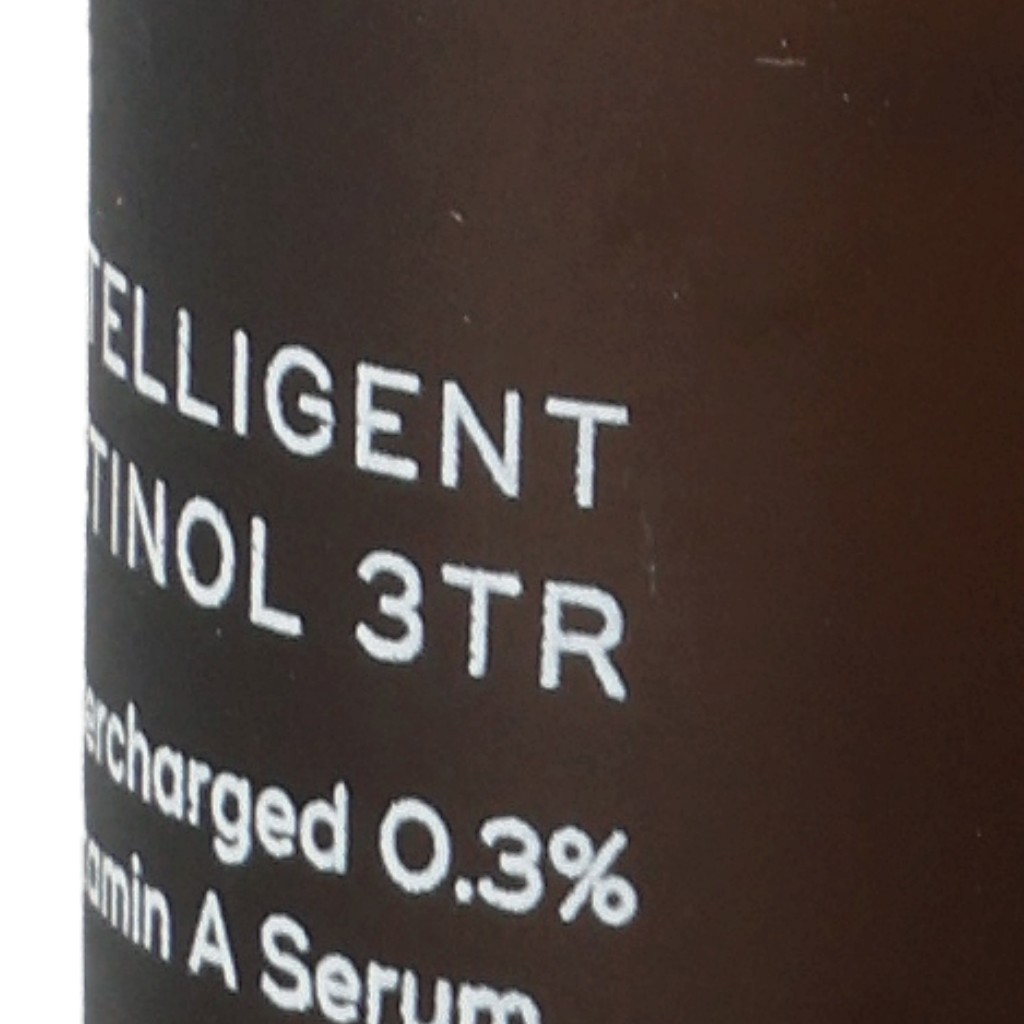 TELLIGENT
TINOL 3TR
ercharged 0.3%
amin A Serum